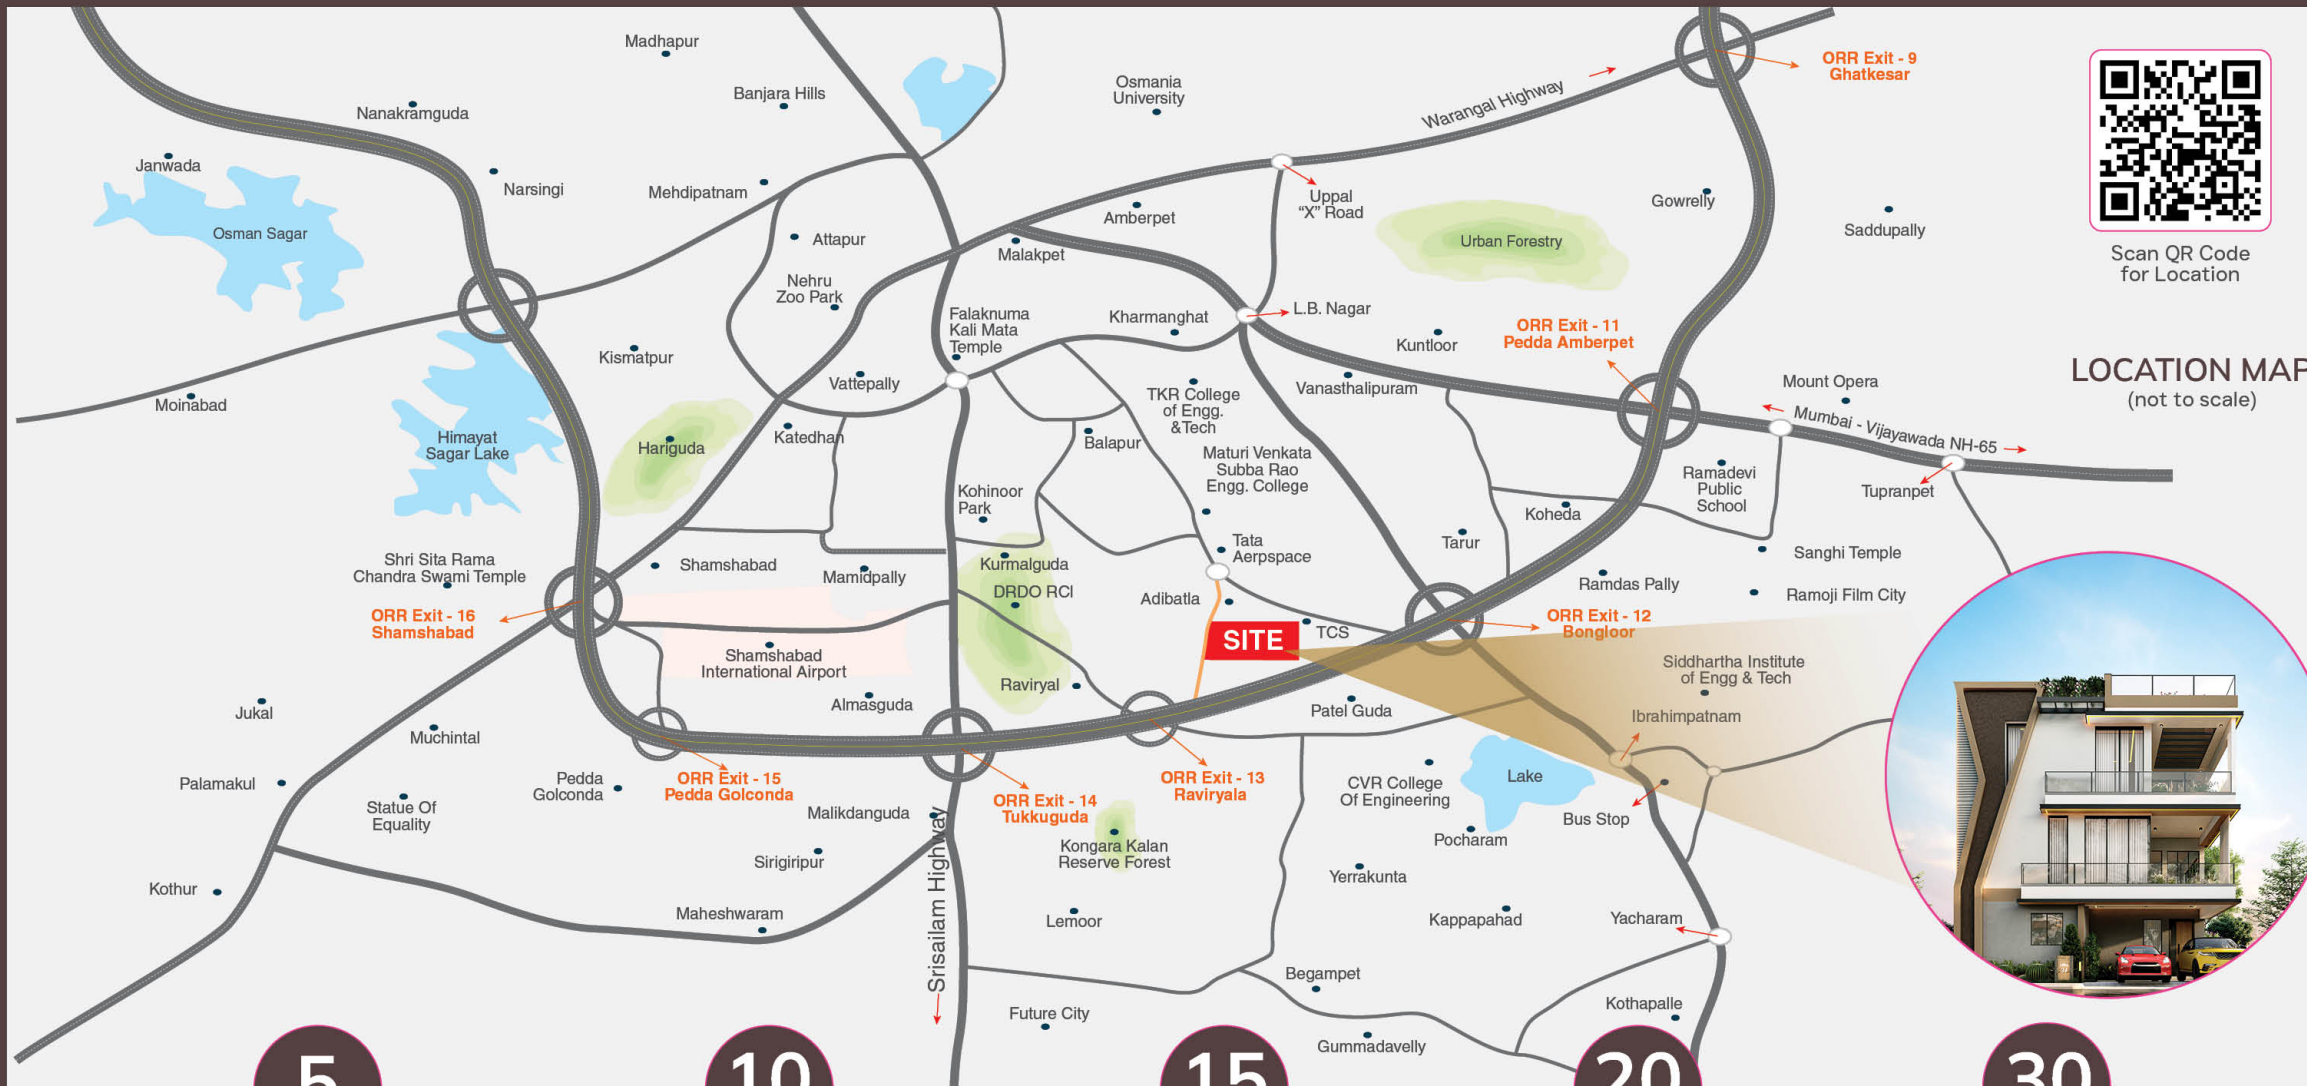 Madhapur
ORR Exit - 9
Ghatkesar
Osmania
University
Banjara Hills
Nanakramguda
Warangal Highway
Janwada
Narsingi
Mehdipatnam
Uppal
“X” Road
Gowrelly
Amberpet
Saddupally
Osman Sagar
Attapur
Urban Forestry
Malakpet
Scan QR Code
for Location
Nehru
Zoo Park
Falaknuma
Kali Mata
Temple
Kharmanghat
L.B. Nagar
ORR Exit - 11
Pedda Amberpet
Kuntloor
Kismatpur
LOCATION MAP
(not to scale)
Vattepally
Mount Opera
Vanasthalipuram
TKR College
of Engg.
&Tech
Moinabad
Mumbai - Vijayawada NH-65
Himayat
Sagar Lake
Hariguda
Katedhan
Balapur
Maturi Venkata
Subba Rao
Engg. College
Ramadevi
Public
School
Tupranpet
Kohinoor
Park
Koheda
Tarur
Tata
Aerpspace
Sanghi Temple
Shri Sita Rama
Chandra Swami Temple
Shamshabad
Mamidpally
Kurmalguda
DRDO RCI
Adibatla
Ramdas Pally
Ramoji Film City
ORR Exit - 16
Shamshabad
ORR Exit - 12
Bongloor
SITE
TCS
Shamshabad
International Airport
Siddhartha Institute
of Engg & Tech
Raviryal
Almasguda
Patel Guda
Ibrahimpatnam
Jukal
Muchintal
Palamakul
Pedda
Golconda
ORR Exit - 15
Pedda Golconda
ORR Exit - 14
Tukkuguda
ORR Exit - 13
Raviryala
CVR College
Of Engineering
Lake
Statue Of
Equality
Malikdanguda
Bus Stop
Pocharam
Sirigiripur
Kongara Kalan
Reserve Forest
Yerrakunta
Kothur
Srisailam Highway
Maheshwaram
Lemoor
Kappapahad
Yacharam
Begampet
Future City
Kothapalle
Gummadavelly
5
10
15
20
30